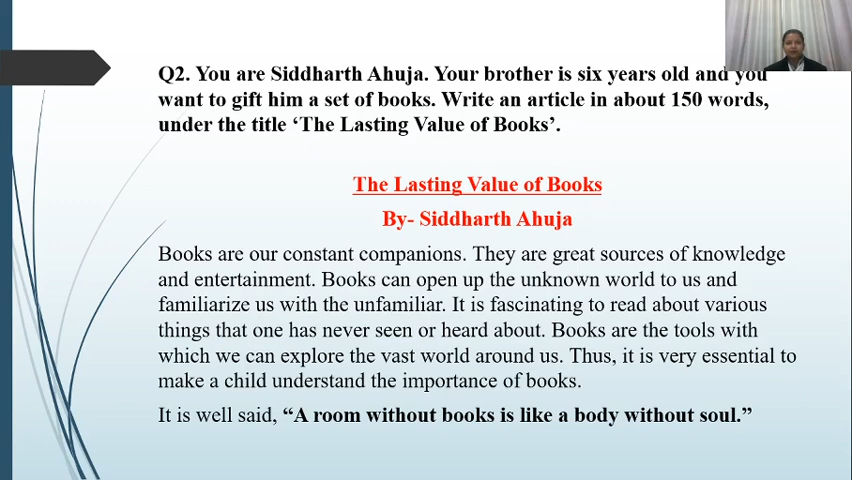 Q2. You are Siddharth Ahuja. Your brother is six years old and you
want to gift him a set of books. Write an article in about 150 words,
under the title ‘The Lasting Value of Books’.
The Lasting Value of Books
By- Siddharth Ahuja
Books are our constant companions. They are great sources of knowledge
and entertainment. Books can open up the unknown world to us and
familiarize us with the unfamiliar. It is fascinating to read about various
things that one has never seen or heard about. Books are the tools with
which we can explore the vast world around us. Thus, it is very essential to
make a child understand the importance of books.
It is well said, “A room without books is like a body without soul.”